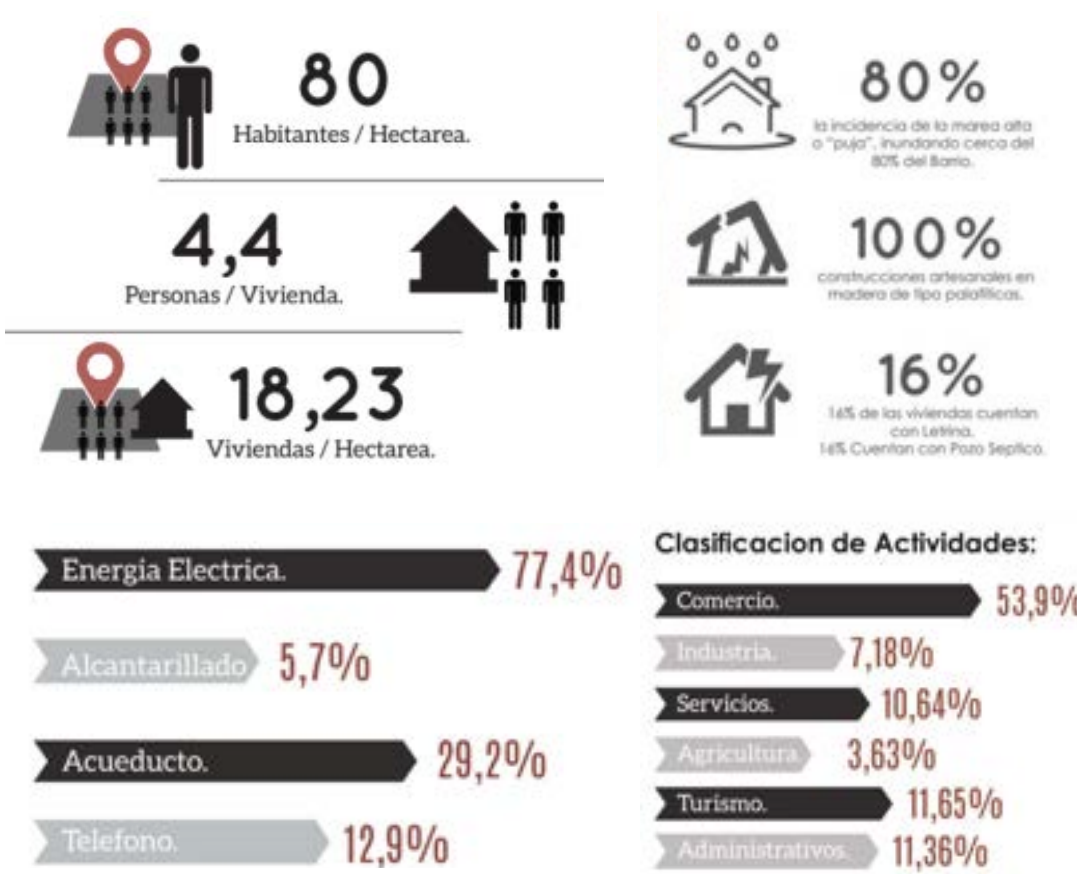 80
Habitantes / Hectarea.
4,4
Personas / Vivienda.
18,23
Viviendas / Hectarea.
80%
la incidencia de la marea alta
o "puja", inundando cerca del
80% del Barrio.
100%
construcciones artesanales en
madera de tipo palafiticas.
16%
16% de las viviendas cuentan
con Letrina.
16% Cuentan con Pozo Septico.
Energia Electrica.
77,4%
Alcantarillado
5,7%
Acueducto.
29,2%
Telefono.
12,9%
Clasificacion de Actividades:
Comercio.
53,9%
Industria.
7,18%
Servicios.
10,64%
Agricultura.
3,63%
Turismo.
11,65%
Administrativos.
11,36%